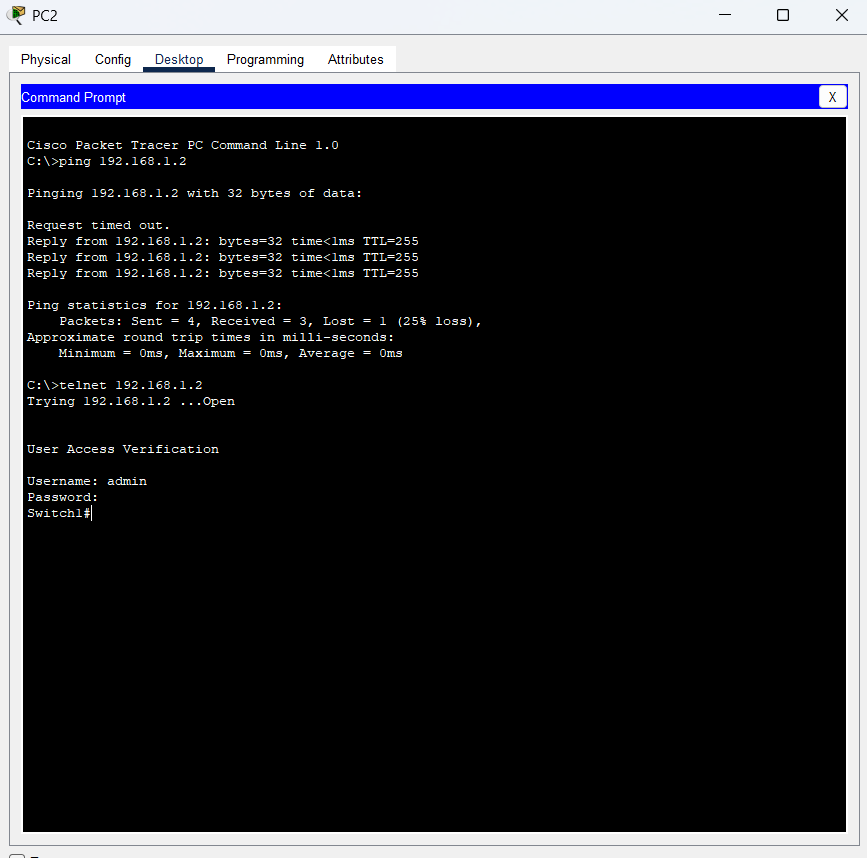 PC2
Physical Config Desktop Programming Attributes
Command Prompt
X
Cisco Packet Tracer PC Command Line 1.0
C:\>ping 192.168.1.2
Pinging 192.168.1.2 with 32 bytes of data:
Request timed out.
Reply from 192.168.1.2: bytes=32 time<1ms TTL=255
Reply from 192.168.1.2: bytes=32 time<1ms TTL=255
Reply from 192.168.1.2: bytes=32 time<1ms TTL=255
Ping statistics for 192.168.1.2:
    Packets: Sent = 4, Received = 3, Lost = 1 (25% loss),
Approximate round trip times in milli-seconds:
    Minimum = 0ms, Maximum = 0ms, Average = 0ms
C:\>telnet 192.168.1.2
Trying 192.168.1.2 ...Open
User Access Verification
Username: admin
Password:
Switch1#